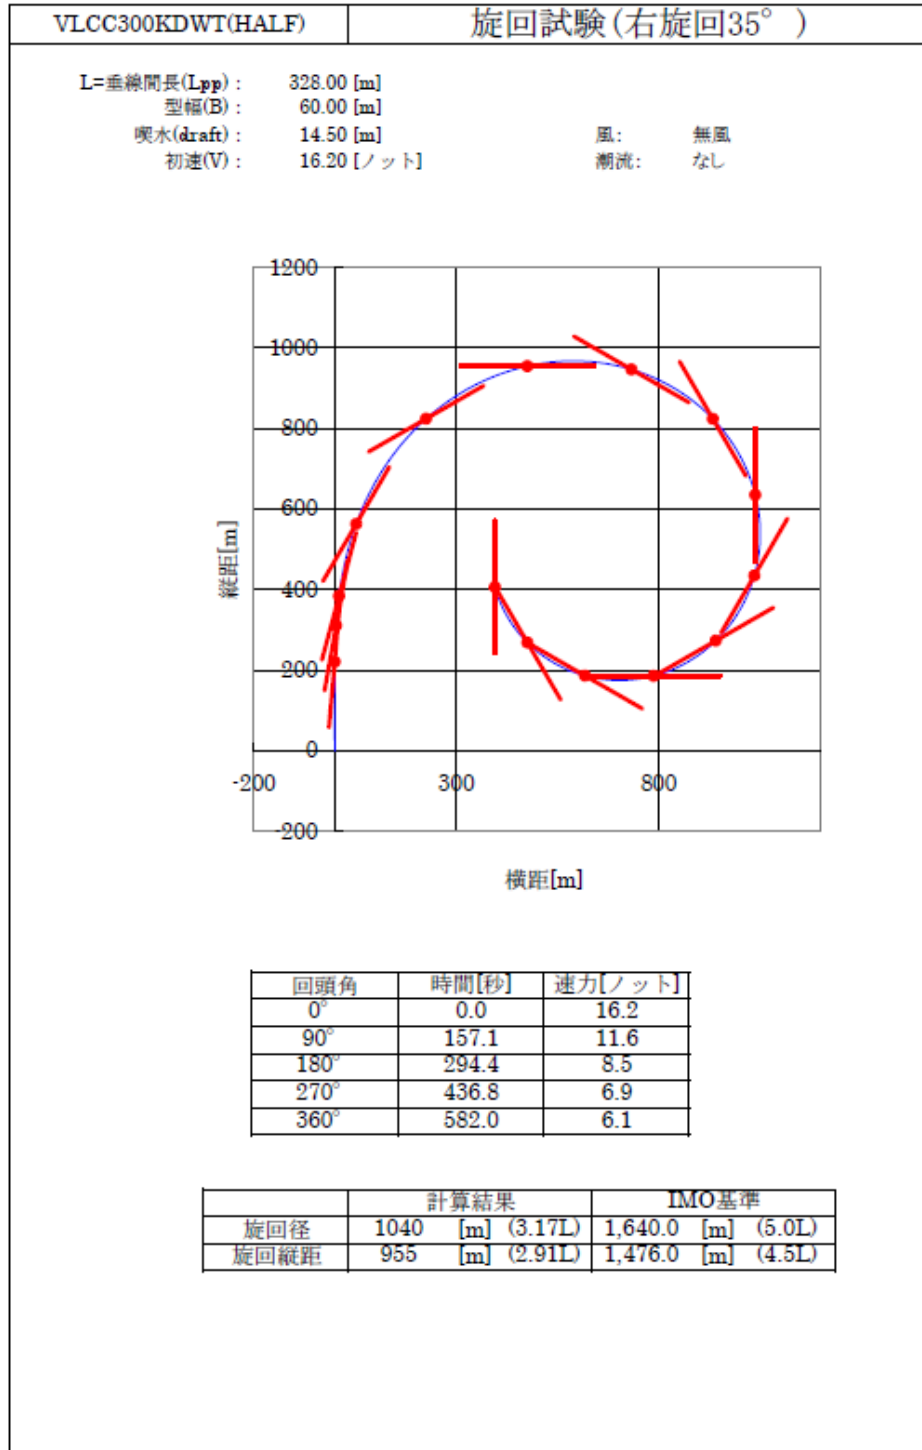 VLCC300KDWT(HALF) 旋回試験(右旋回35°)
L=垂線間長(Lpp): 328.00 [m]
型幅(B): 60.00 [m]
喫水(draft): 14.50 [m] 風: 無風
初速(V): 16.20 [ノット] 潮流: なし
1200
1000
800
600
400
200
0
-200 300 800
-200
縦距[m]
横距[m]
回頭角 時間[秒] 速力[ノット]
0° 0.0 16.2
90° 157.1 11.6
180° 294.4 8.5
270° 436.8 6.9
360° 582.0 6.1
計算結果 IMO基準
旋回径 1040 [m] (3.17L) 1,640.0 [m] (5.0L)
旋回縦距 955 [m] (2.91L) 1,476.0 [m] (4.5L)